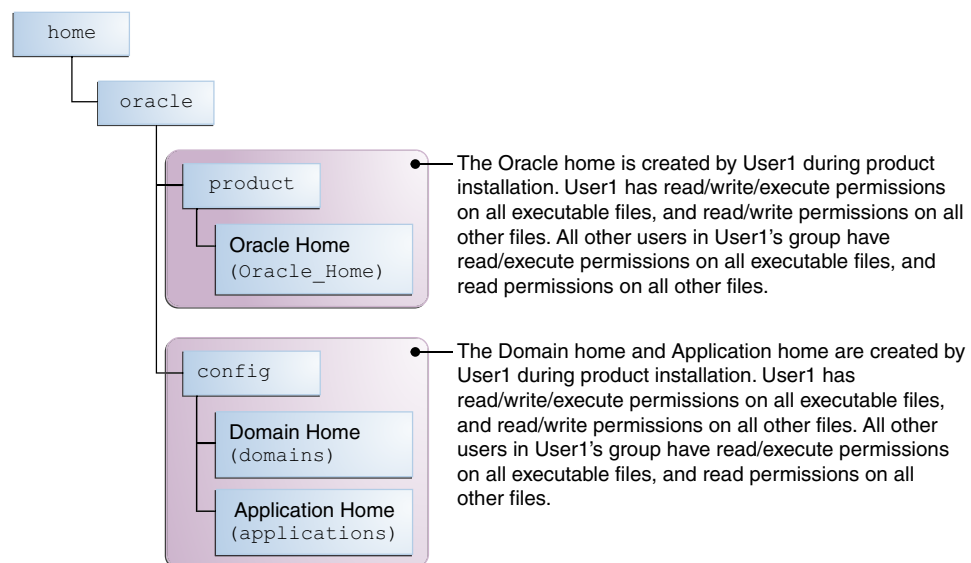 home
oracle
product
Oracle Home
(Oracle_Home)
The Oracle home is created by User1 during product
installation. User1 has read/write/execute permissions
on all executable files, and read/write permissions on all
other files. All other users in User1's group have
read/execute permissions on all executable files, and
read permissions on all other files.
config
Domain Home
(domains)
Application Home
(applications)
The Domain home and Application home are created by
User1 during product installation. User1 has
read/write/execute permissions on all executable files,
and read/write permissions on all other files. All other
users in User1's group have read/execute permissions
on all executable files, and read permissions on all
other files.